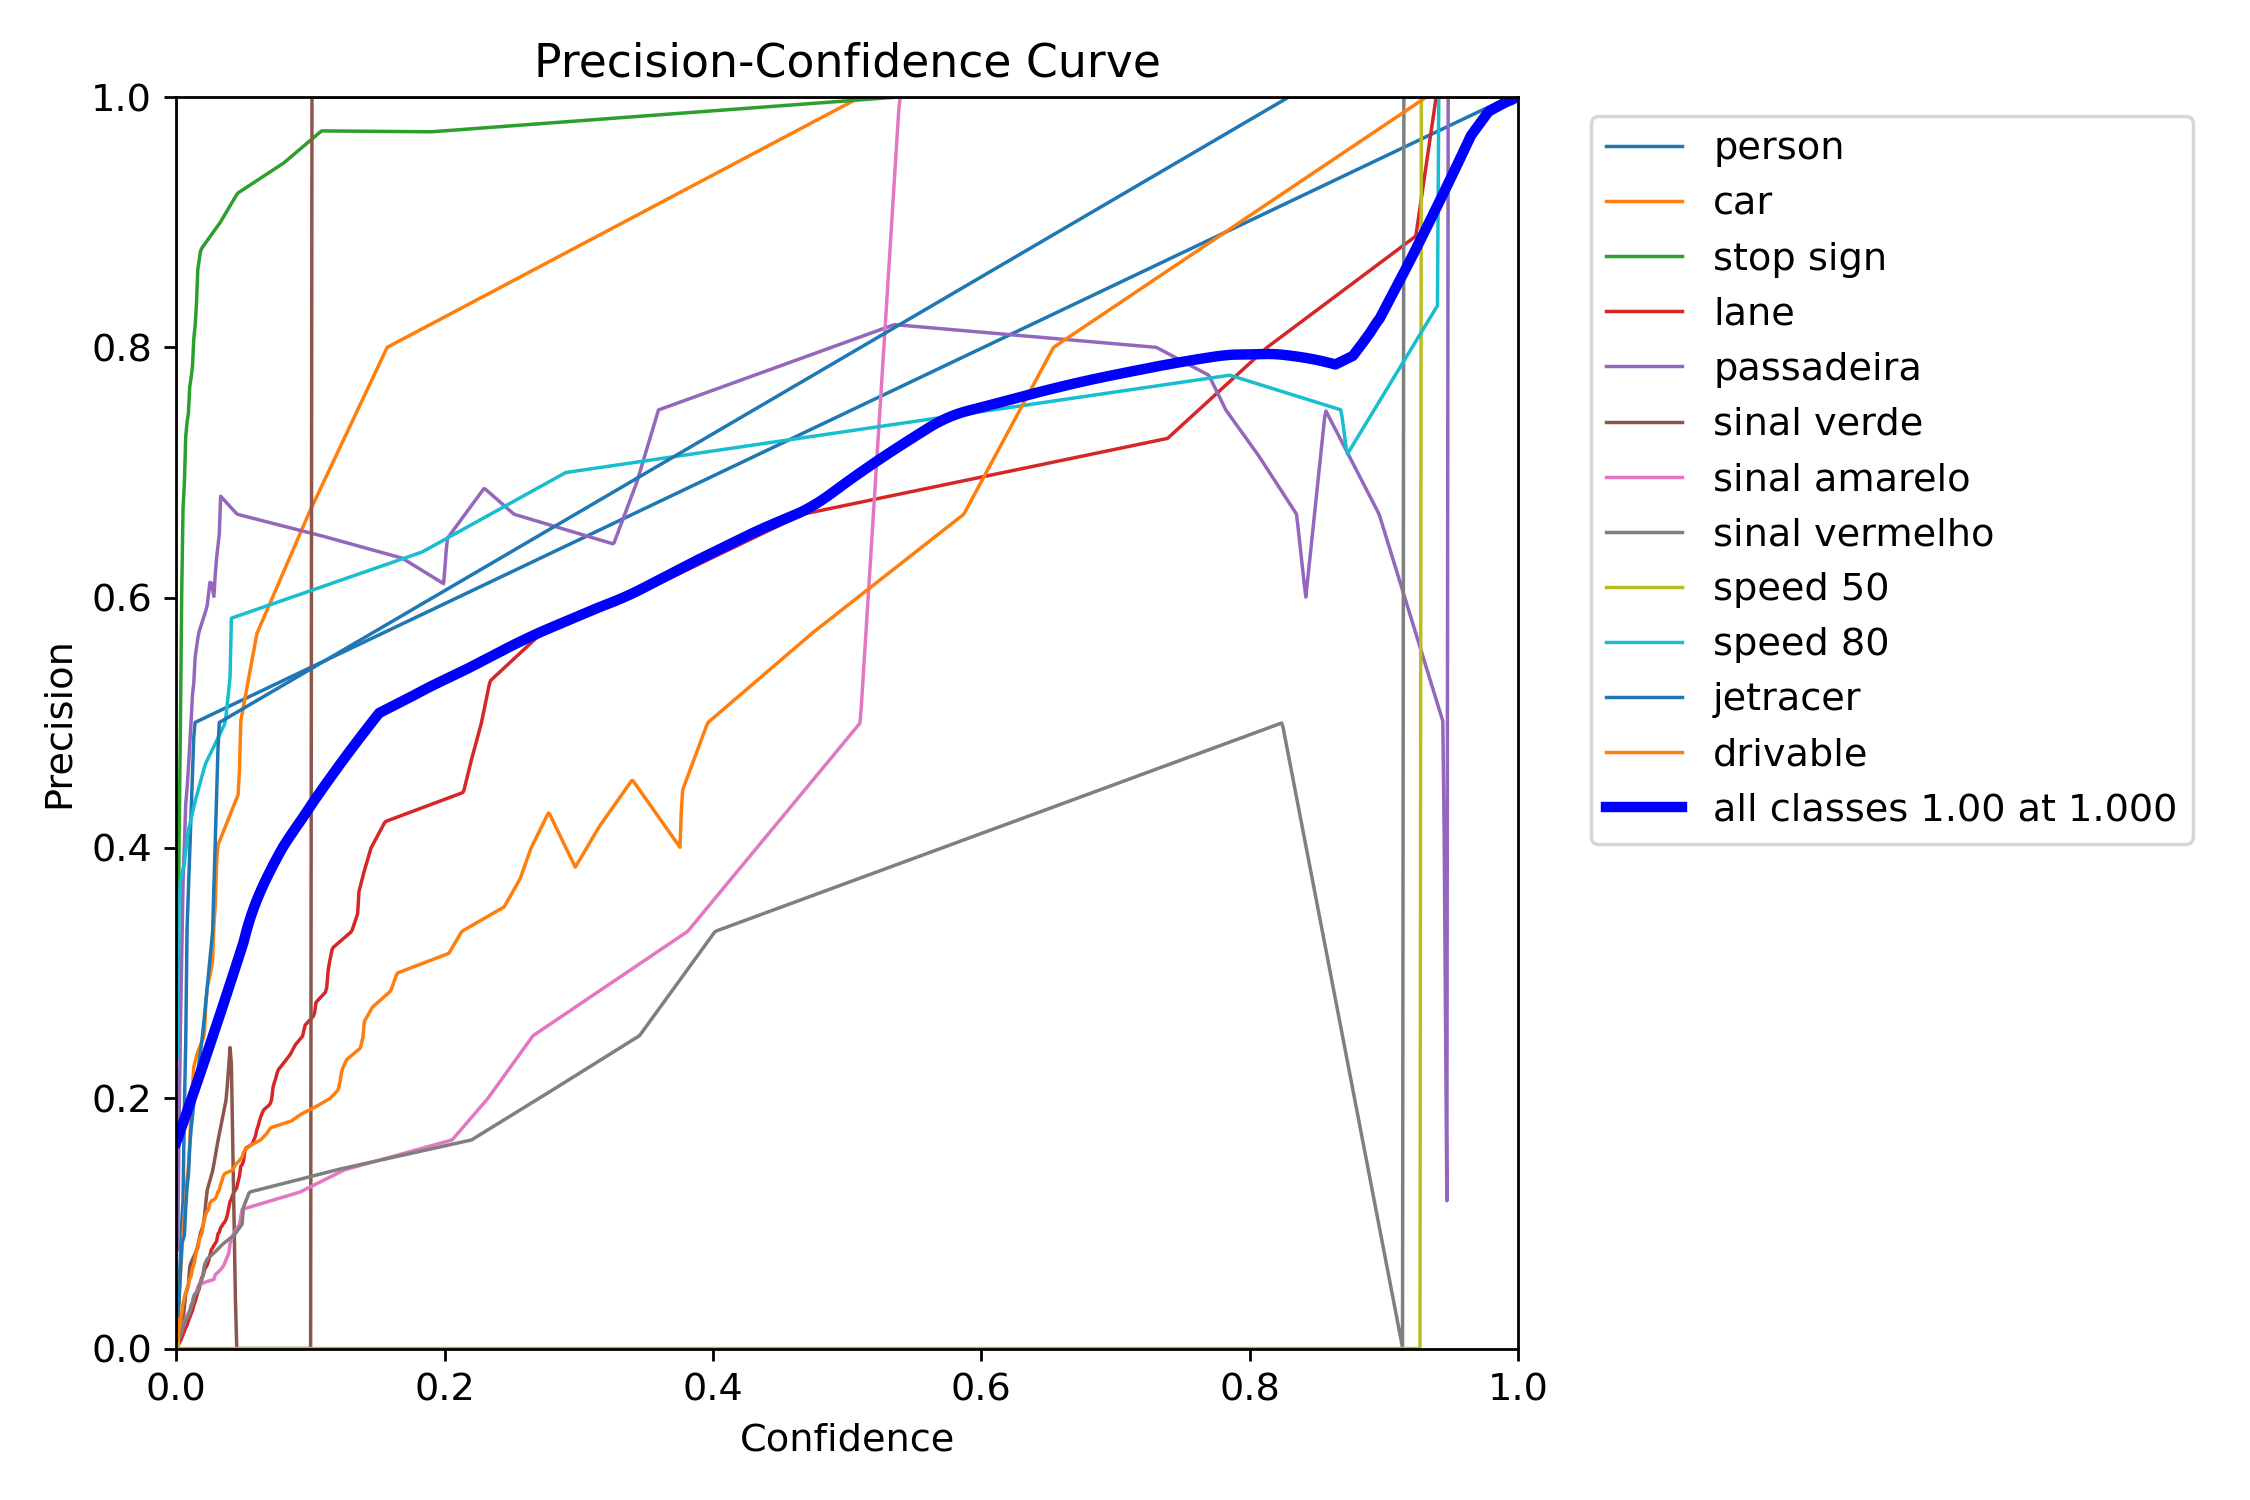 Precision-Confidence Curve
1.0
0.8
0.6
0.4
0.2
0.0
Precision
0.0 0.2 0.4 0.6 0.8 1.0
Confidence
person
car
stop sign
lane
passadeira
sinal verde
sinal amarelo
sinal vermelho
speed 50
speed 80
jetracer
drivable
all classes 1.00 at 1.000